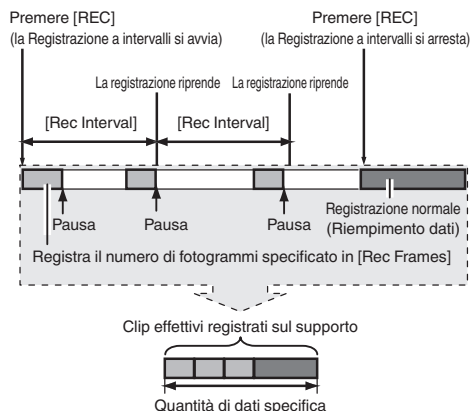 Premere [REC]
(la Registrazione a intervalli si avvia)
Premere [REC]
(la Registrazione a intervalli si arresta)
La registrazione riprende
La registrazione riprende
[Rec Interval]
[Rec Interval]
Pausa
Pausa
Pausa
Registrazione normale
(Riempimento dati)
Registra il numero di fotogrammi specificato in [Rec Frames]
Clip effettivi registrati sul supporto
Quantità di dati specifica